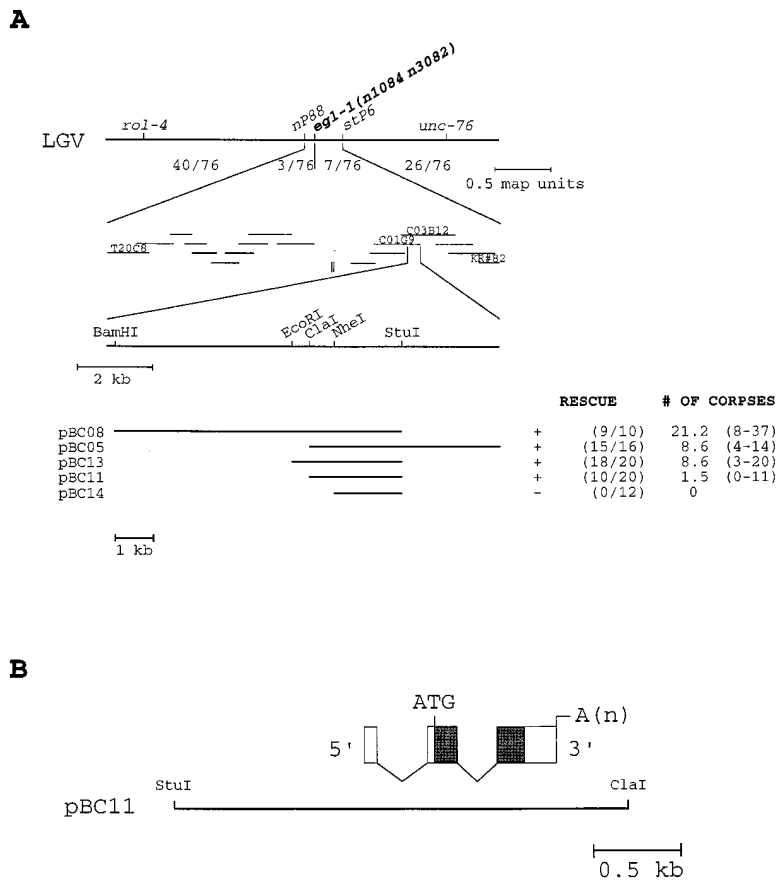 A
rol-4 nP88 egl-1(n1084 n3082) stP6 unc-76
LGV
40/76 3/76 7/76 26/76
0.5 map units
C03B12
T20C8 C01G9
BamHI EcoRI ClaI NheI StuI
2 kb
RESCUE # OF CORPSES
pBC08 + (9/10) 21.2 (8-37)
pBC05 + (15/16) 8.6 (4-14)
pBC13 + (18/20) 8.6 (3-20)
pBC11 + (10/20) 1.5 (0-11)
pBC14 - (0/12) 0
1 kb
B
ATG
A(n)
5' 3'
StuI ClaI
pBC11
0.5 kb